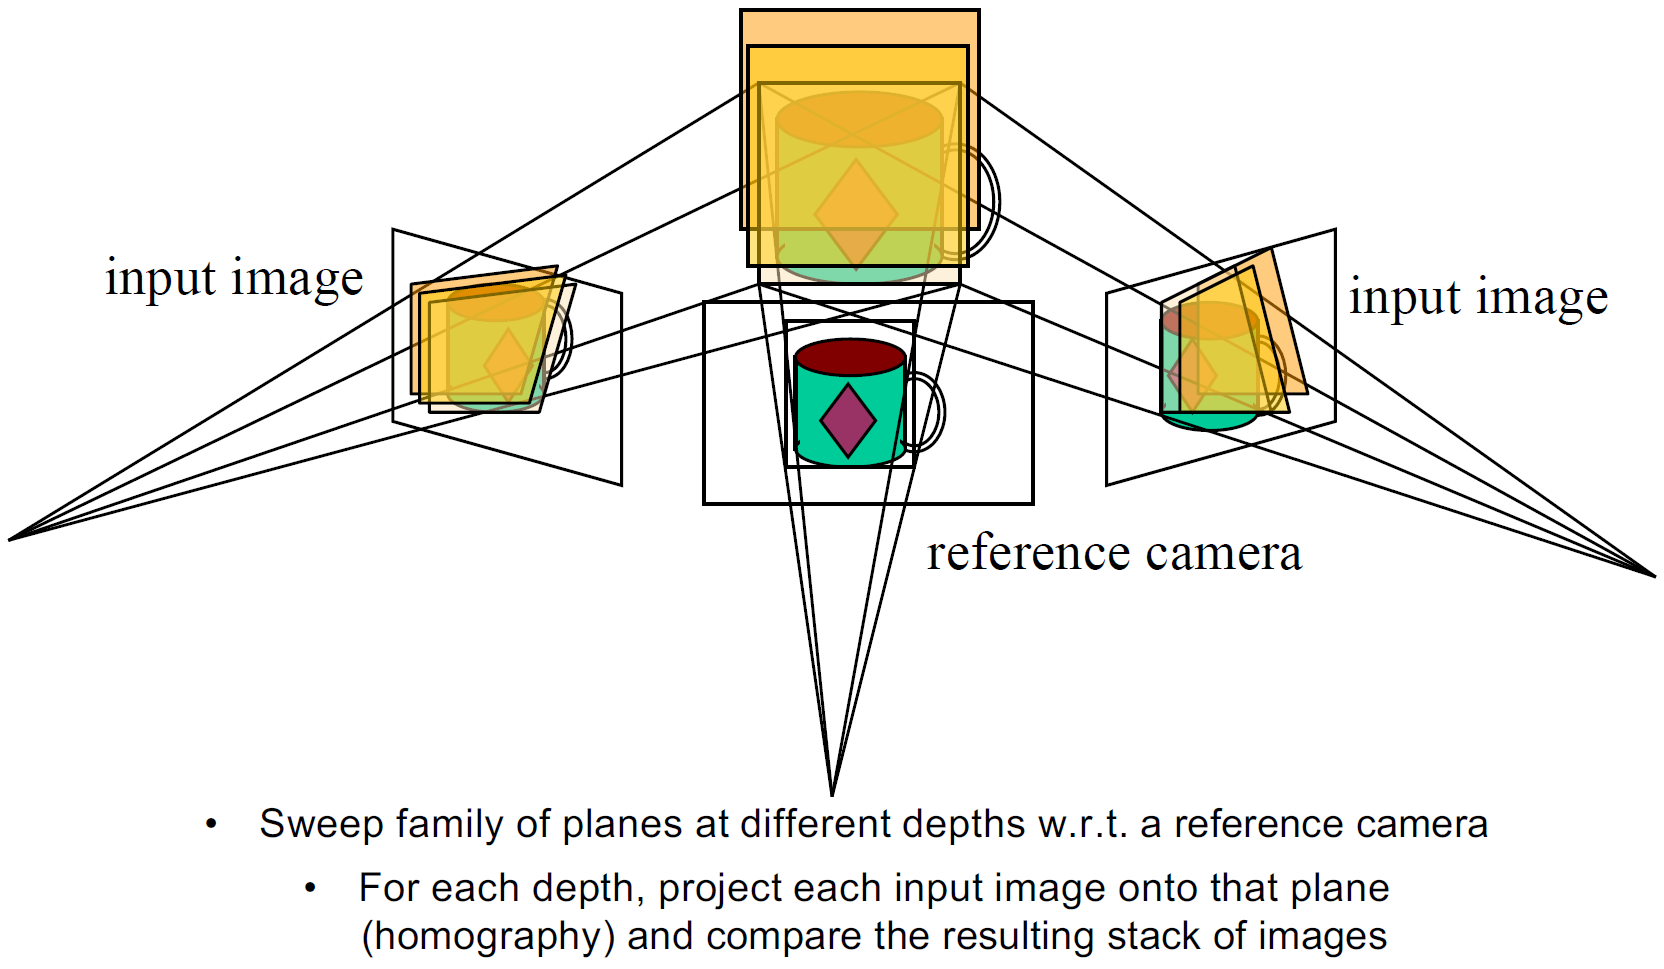 input image
input image
reference camera
• Sweep family of planes at different depths w.r.t. a reference camera
• For each depth, project each input image onto that plane
(homography) and compare the resulting stack of images